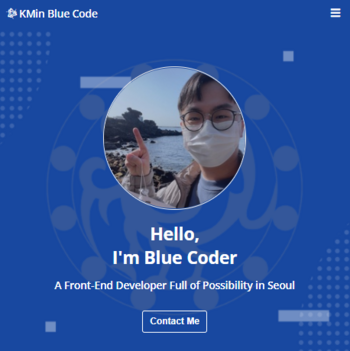 KMin Blue Code
Hello,
I'm Blue Coder
A Front-End Developer Full of Possibility in Seoul
Contact Me